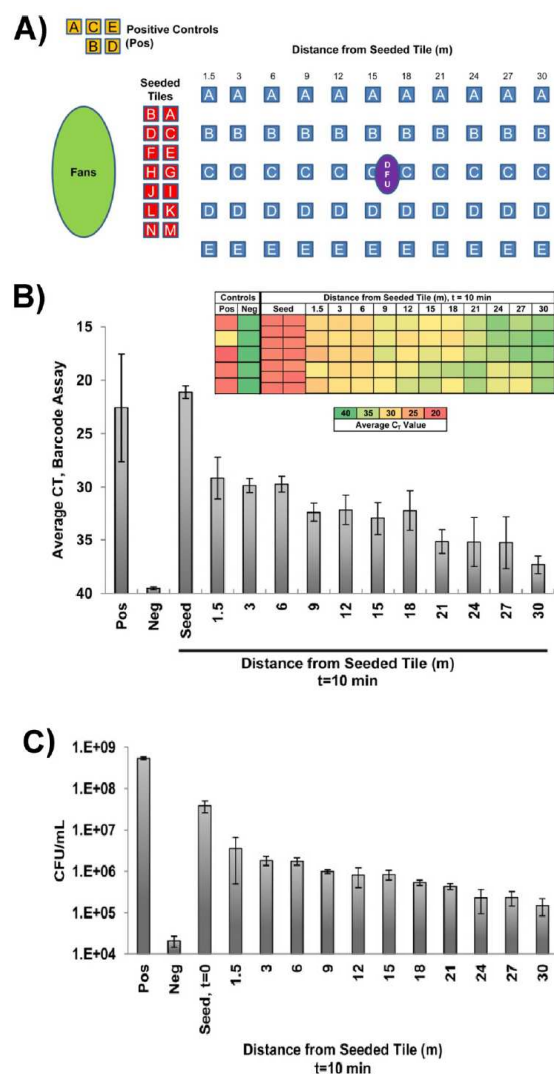 A)
A C E Positive Controls
B D (Pos)
Distance from Seeded Tile (m)
Seeded
Tiles
1.5 3 6 9 12 15 18 21 24 27 30
B A A A A A A A A A A A A
D C B B B B B B B B B B B
F E
Fans H G C C C C C C DFU C C C C C
J I
L K D D D D D D D D D D D
N M
E E E E E E E E E E E
B)
Controls Distance from Seeded Tile (m), t = 10 min
Pos Neg Seed 1.5 3 6 9 12 15 18 21 24 27 30
40 35 30 25 20
Average CT Value
Average CT, Barcode Assay
15
20
25
30
35
40
Pos Neg Seed 1.5 3 6 9 12 15 18 21 24 27 30
Distance from Seeded Tile (m)
t=10 min
C)
CFU/mL
1.E+09
1.E+08
1.E+07
1.E+06
1.E+05
1.E+04
Pos Neg Seed, t=0 1.5 3 6 9 12 15 18 21 24 27 30
Distance from Seeded Tile (m)
t=10 min